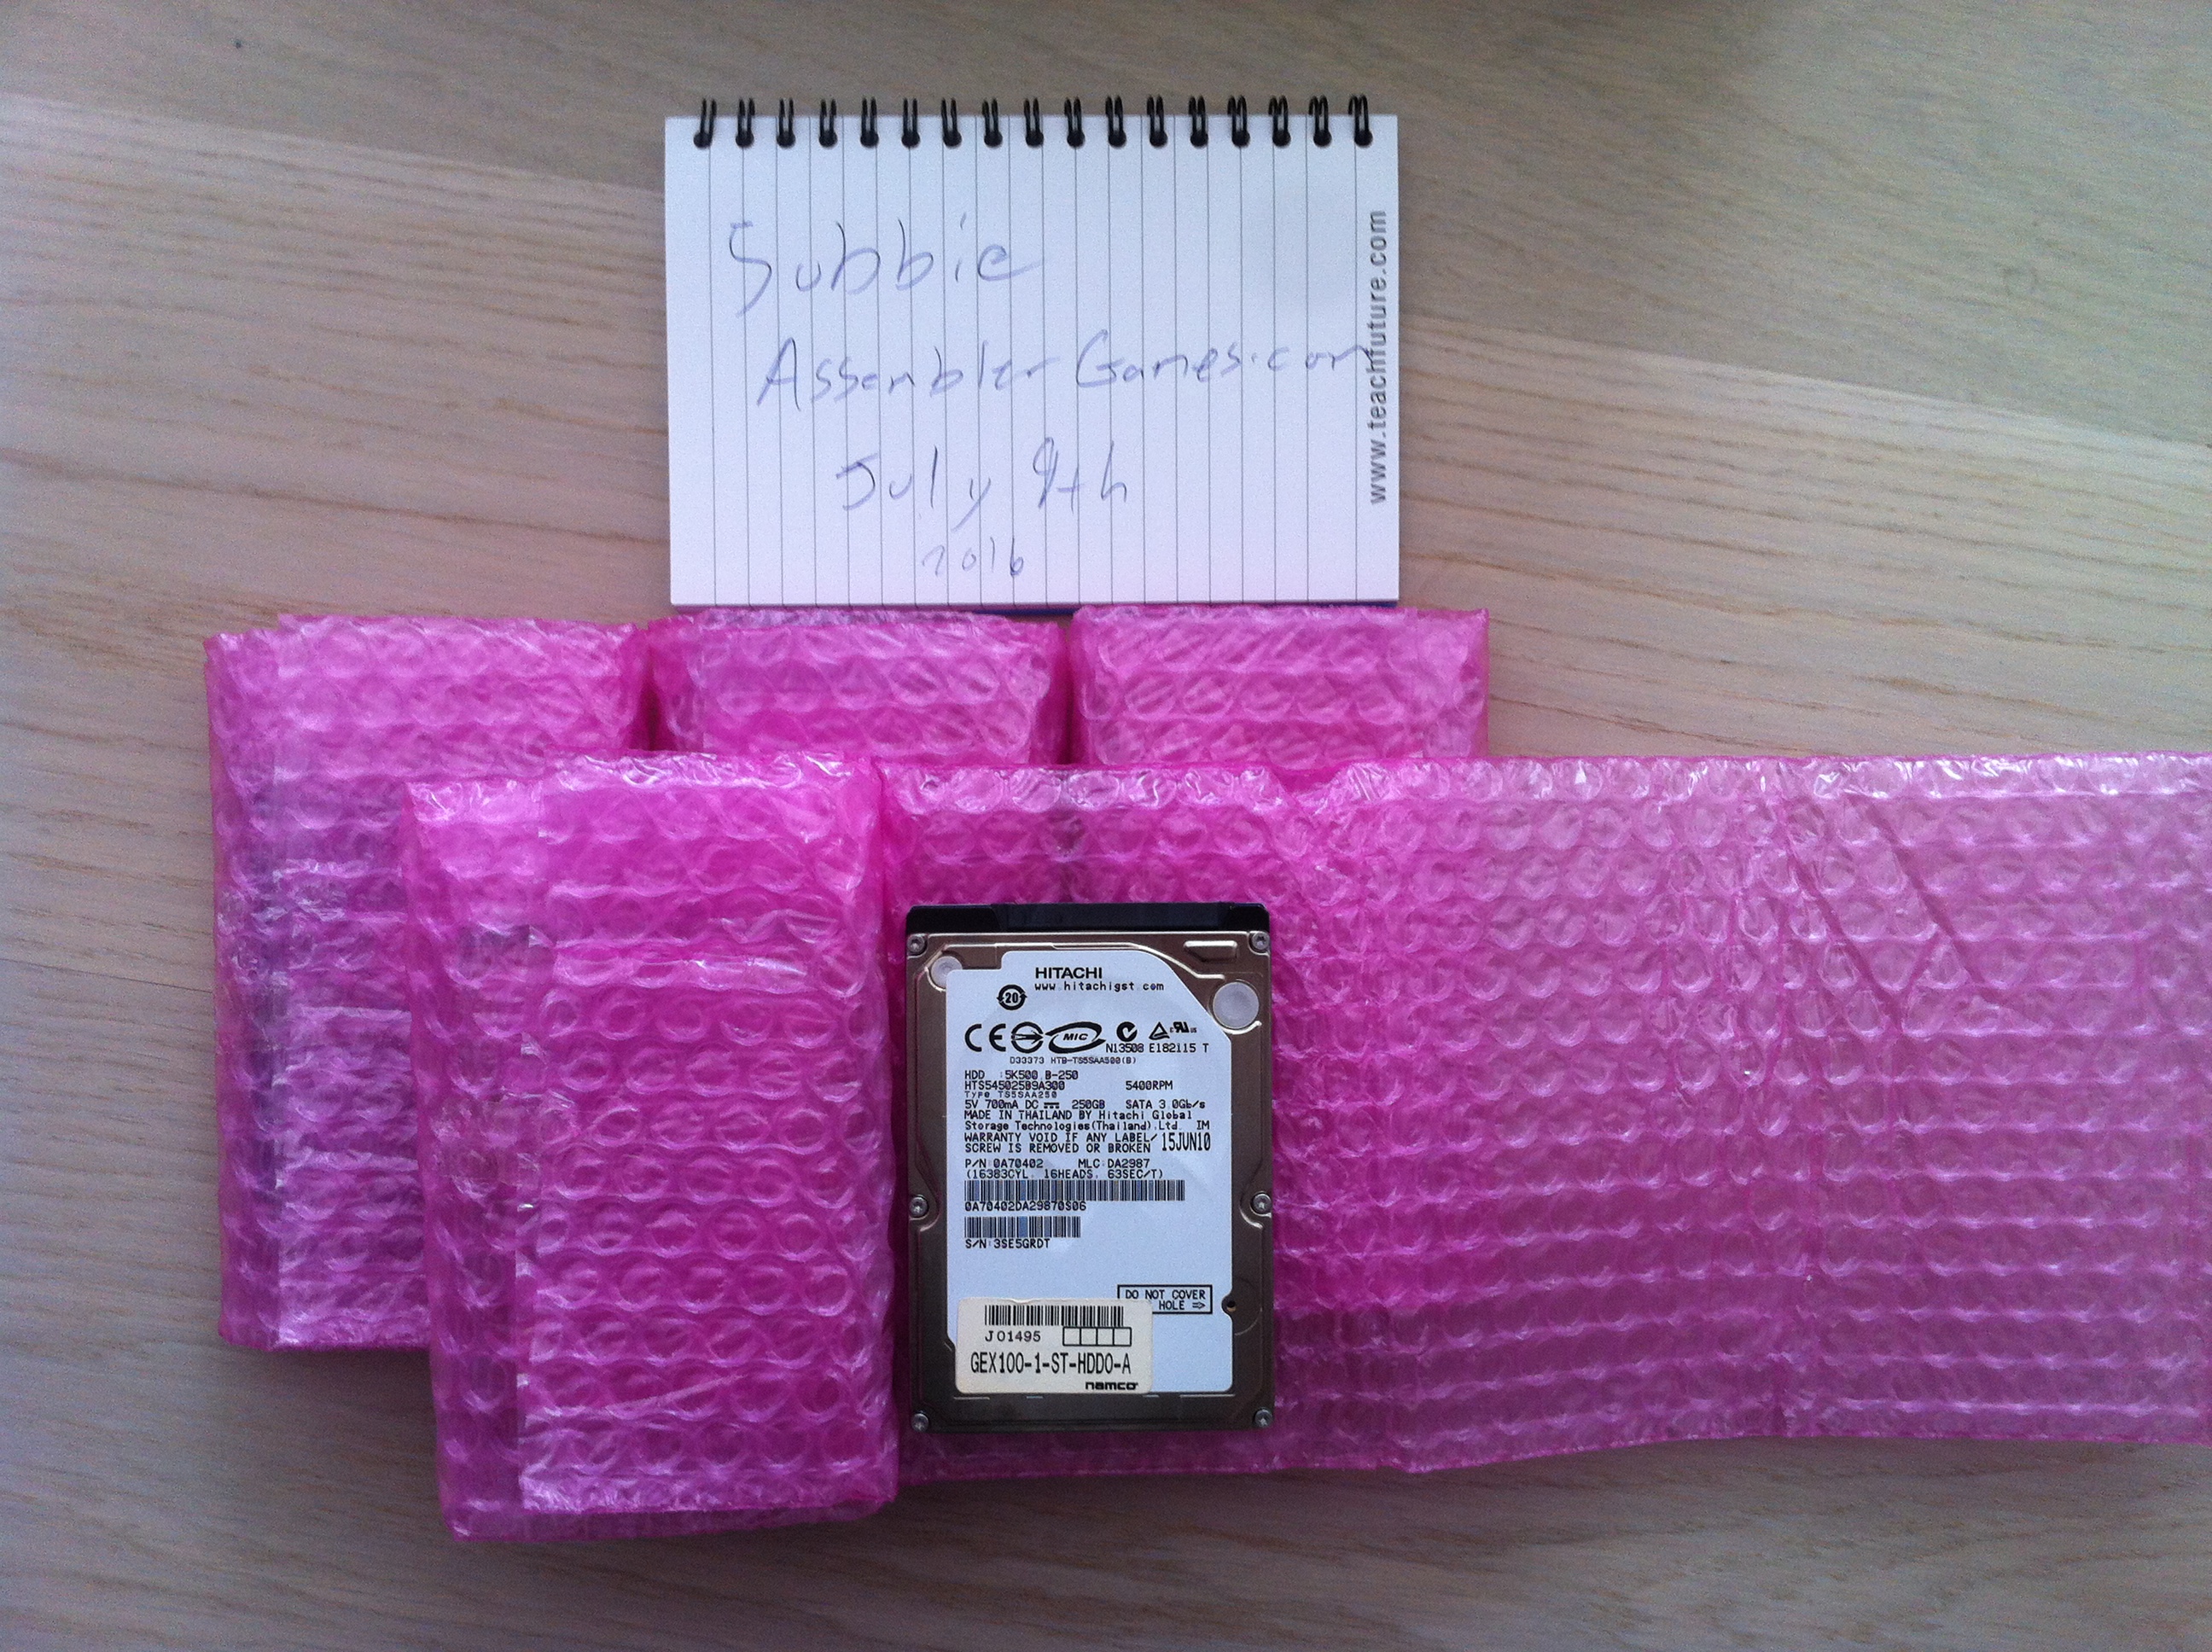 Subbie
AssemblerGames.com
July 9th
2016
www.teachfuture.com
HITACHI
www.hitachigst.com
20
CE MIC
N13508 E182115 T
D33373 HTB-TS5SAA500(B)
HDD :5K500.B-250
HTS545025B9A300 5400RPM
Type TS5SAA250
5V 700mA DC 250GB SATA 3.0Gb/s
MADE IN THAILAND BY Hitachi Global
Storage Technologies(Thailand).Ltd. IM
WARRANTY VOID IF ANY LABEL/
SCREW IS REMOVED OR BROKEN 15JUN10
P/N:0A70402 MLC:DA2987
(16383CYL. 16HEADS. 63SEC/T)
0A70402DA29870S06
S/N:3SE5GRDT
DO NOT COVER
HOLE ⇒
J01495
GEX100-1-ST-HDD0-A
namco